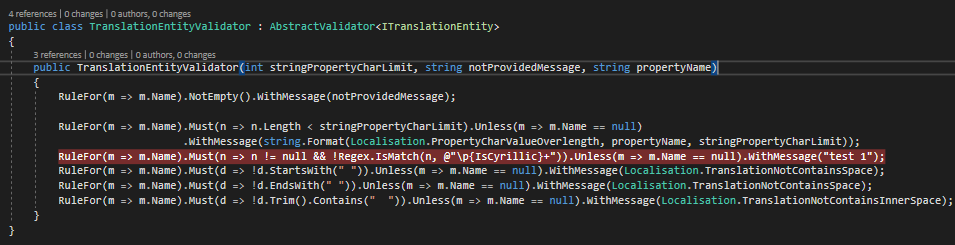 4 references | 0 changes | 0 authors, 0 changes
public class TranslationEntityValidator : AbstractValidator<ITranslationEntity>
{
3 references | 0 changes | 0 authors, 0 changes
public TranslationEntityValidator(int stringPropertyCharLimit, string notProvidedMessage, string propertyName)
{
RuleFor(m => m.Name).NotEmpty().WithMessage(notProvidedMessage);
RuleFor(m => m.Name).Must(n => n.Length < stringPropertyCharLimit).Unless(m => m.Name == null)
.WithMessage(string.Format(Localisation.PropertyCharValueOverlength, propertyName, stringPropertyCharLimit));
RuleFor(m => m.Name).Must(n => n != null && !Regex.IsMatch(n, @"\p{IsCyrillic}+")).Unless(m => m.Name == null).WithMessage("test 1");
RuleFor(m => m.Name).Must(d => !d.StartsWith(" ")).Unless(m => m.Name == null).WithMessage(Localisation.TranslationNotContainsSpace);
RuleFor(m => m.Name).Must(d => !d.EndsWith(" ")).Unless(m => m.Name == null).WithMessage(Localisation.TranslationNotContainsSpace);
RuleFor(m => m.Name).Must(d => !d.Trim().Contains("  ")).Unless(m => m.Name == null).WithMessage(Localisation.TranslationNotContainsInnerSpace);
}
}